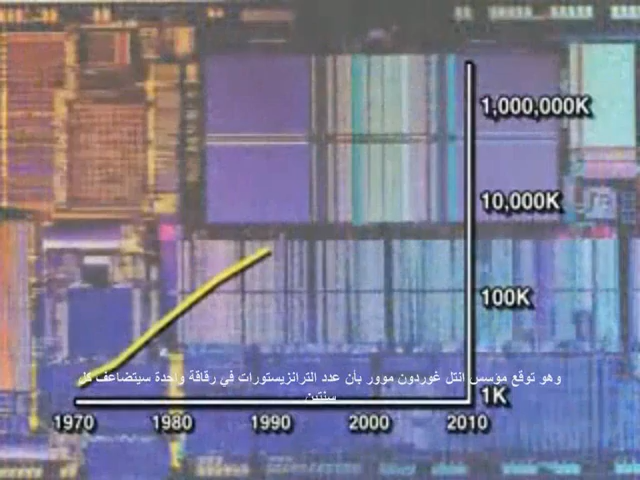 1,000,000K
10,000K
100K
وهو توقع مؤسس انتل غوردون موور بأن عدد الترانزيستورات في رقاقة واحدة سيتضاعف كل
سنتين
1K
1970 1980 1990 2000 2010